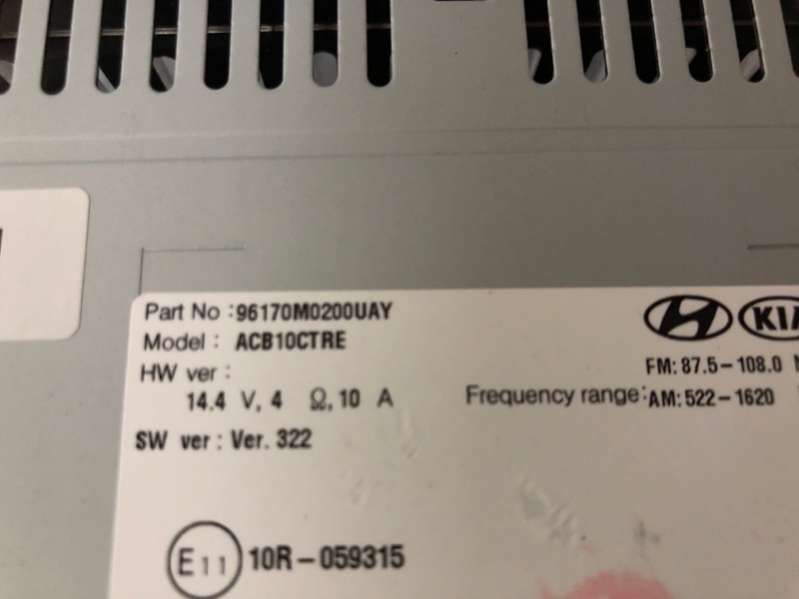 Part No :96170M0200UAY
Model : ACB10CTRE
HW ver :
14.4 V, 4 Ω, 10 A
SW ver : Ver. 322
E11 10R-059315
KIA
FM: 87.5-108.0
Frequency range: AM: 522-1620